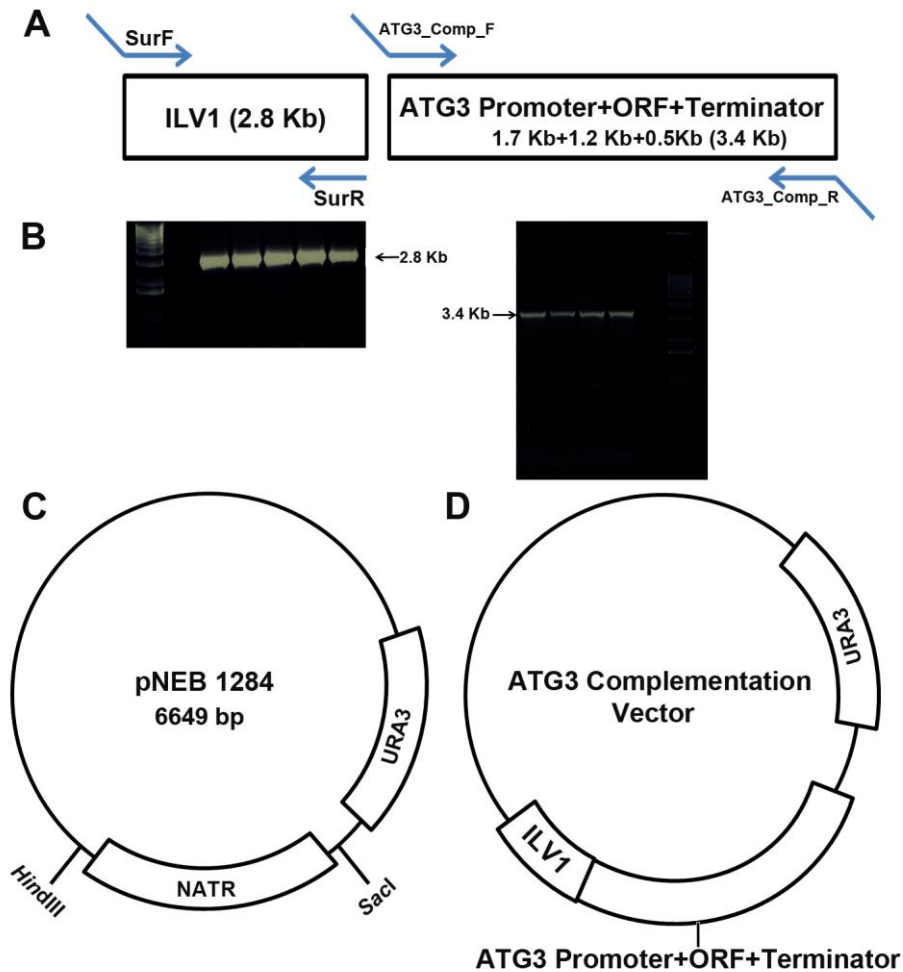 A
SurF
ATG3_Comp_F
ILV1 (2.8 Kb)
ATG3 Promoter+ORF+Terminator
1.7 Kb+1.2 Kb+0.5Kb (3.4 Kb)
SurR
ATG3_Comp_R
B
2.8 Kb
3.4 Kb
C
pNEB 1284
6649 bp
URA3
NATR
HindIII
SacI
D
ATG3 Complementation
Vector
URA3
ILV1
ATG3 Promoter+ORF+Terminator